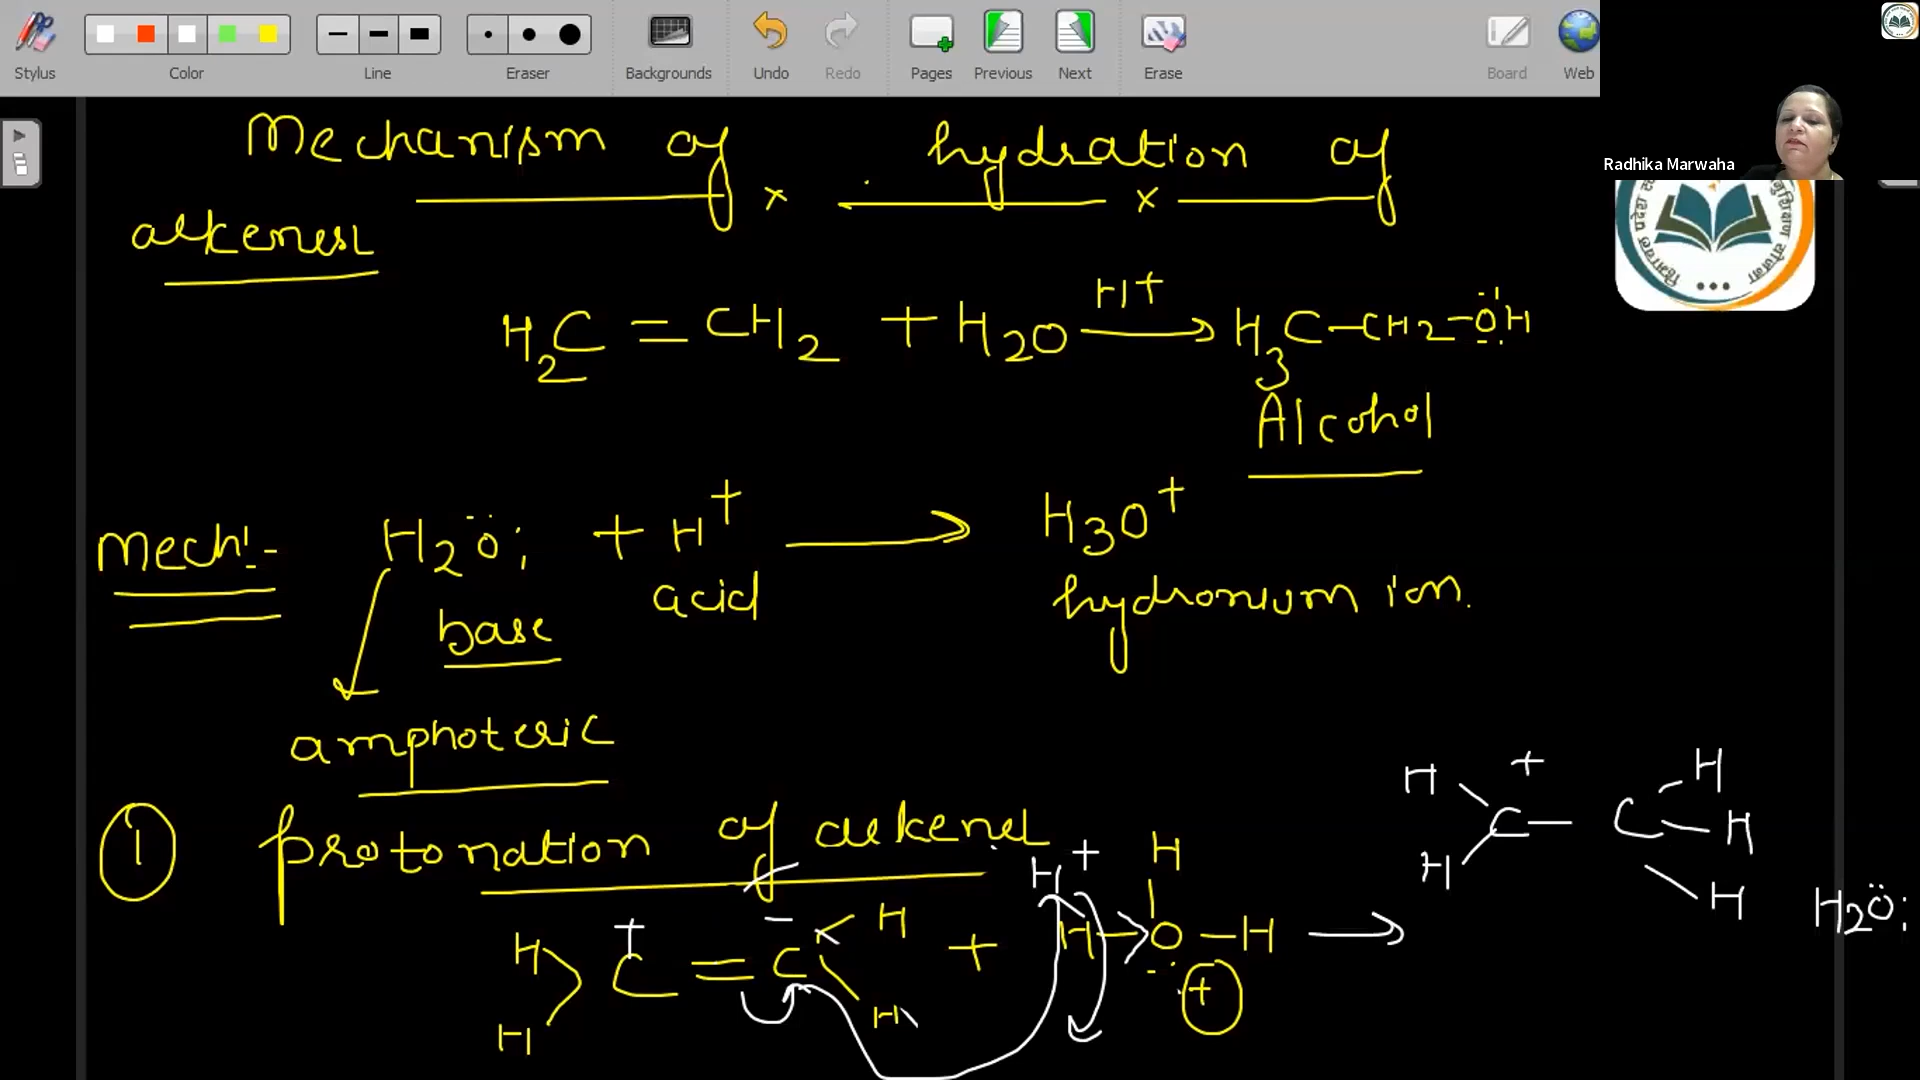 Stylus Color Line Eraser Backgrounds Undo Redo Pages Previous Next Erase Board Web
Radhika Marwaha
Mechanism of hydration of
alkenes
H2C = CH2 + H2O H+ → H3C-CH2-ÖH
Alcohol
Mech:- H2Ö: + H+ → H3O+
acid hydronium ion.
base
amphoteric
① protonation of alkene
H H C = C H H + H H+ H O H + →
H H C + C H H H H2Ö: